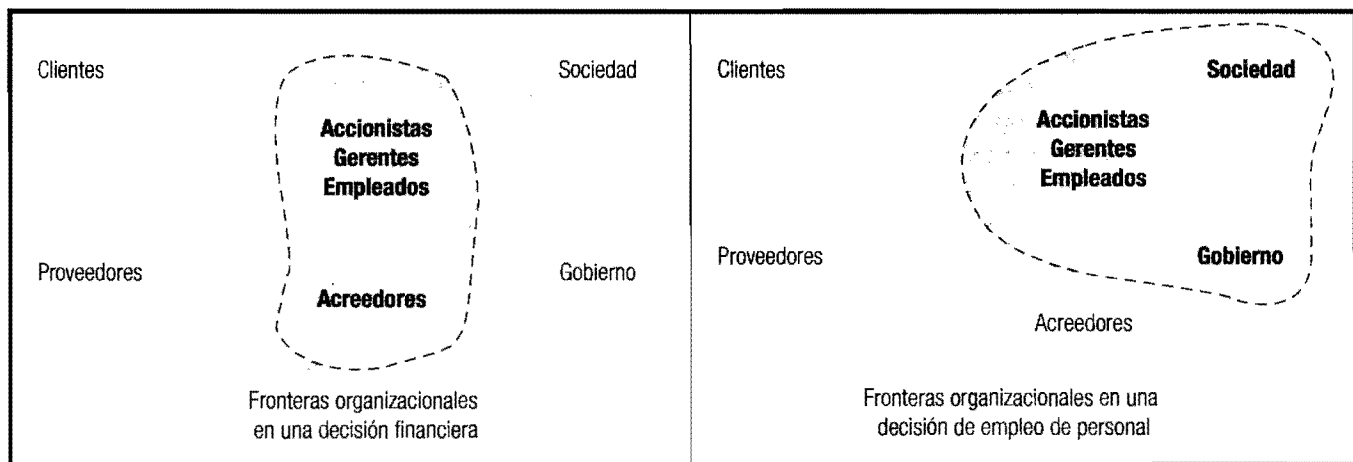 Clientes
Sociedad
Accionistas
Gerentes
Empleados
Proveedores
Gobierno
Acreedores
Fronteras organizacionales
en una decisión financiera
Clientes
Sociedad
Accionistas
Gerentes
Empleados
Proveedores
Gobierno
Acreedores
Fronteras organizacionales en una
decisión de empleo de personal